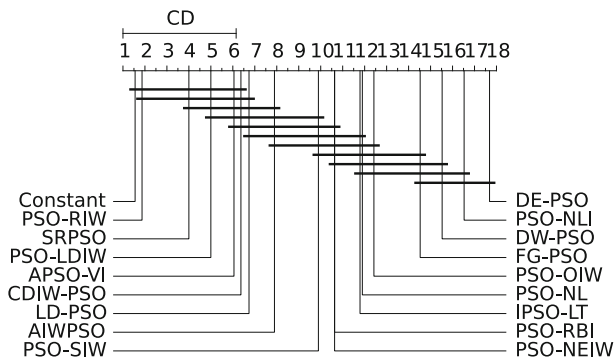 CD
1 2 3 4 5 6 7 8 9 10 11 12 13 14 15 16 17 18
Constant DE-PSO
PSO-RIW PSO-NLI
SRPSO DW-PSO
PSO-LDIW FG-PSO
APSO-VI PSO-OIW
CDIW-PSO PSO-NL
LD-PSO IPSO-LT
AIWPSO PSO-RBI
PSO-SIW PSO-NEIW